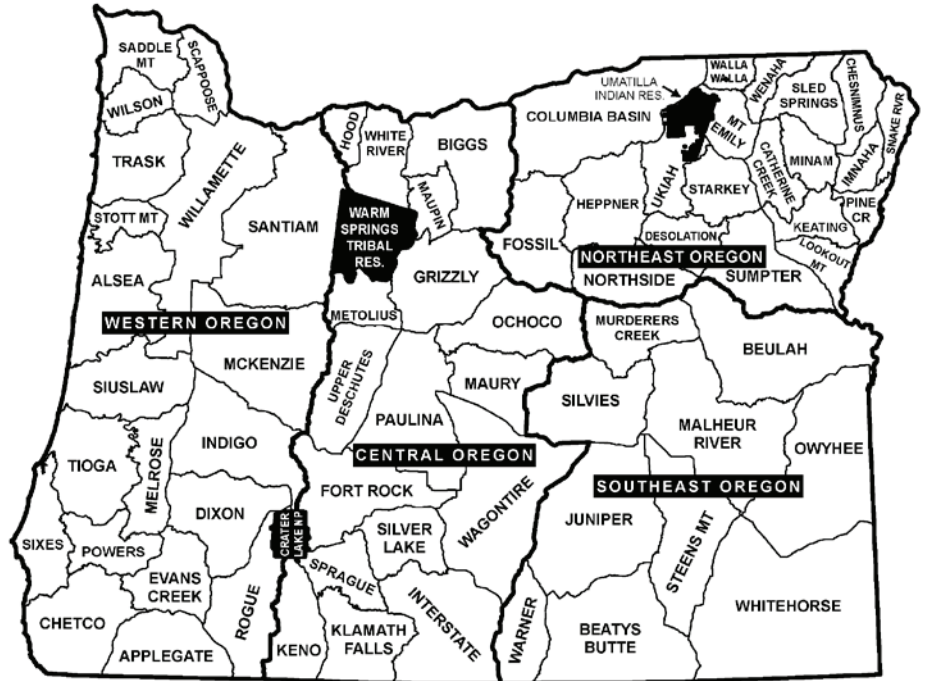 SADDLE
MT
SCAPPOOSE
WILSON
TRASK
WILLAMETTE
STOTT MT
SANTIAM
ALSEA
WESTERN OREGON
MCKENZIE
SIUSLAW
INDIGO
TIOGA
MELROSE
DIXON
SIXES
POWERS
EVANS
CREEK
ROGUE
CHETCO
APPLEGATE
CRATER
LAKE NP
HOOD
WHITE
RIVER
BIGGS
MAUPIN
WARM
SPRINGS
TRIBAL
RES.
GRIZZLY
METOLIUS
OCHOCO
UPPER
DESCHUTES
MAURY
PAULINA
CENTRAL OREGON
FORT ROCK
WAGONTIRE
SILVER
LAKE
SPRAGUE
INTERSTATE
KENO
KLAMATH
FALLS
WALLA
WALLA
WENAHA
SLED
SPRINGS
CHESNIMUS
SNAKE RVR
UMATILLA
INDIAN RES.
COLUMBIA BASIN
MT
EMILY
MINAM
IMNAHA
CATHERINE
CREEK
UKIAH
STARKEY
HEPPNER
PINE
CR
KEATING
FOSSIL
DESOLATION
LOOKOUT
MT
NORTHEAST OREGON
NORTHSIDE
SUMPTER
MURDERERS
CREEK
BEULAH
SILVIES
MALHEUR
RIVER
OWYHEE
SOUTHEAST OREGON
JUNIPER
STEENS MT
WHITEHORSE
WARNER
BEATYS
BUTTE